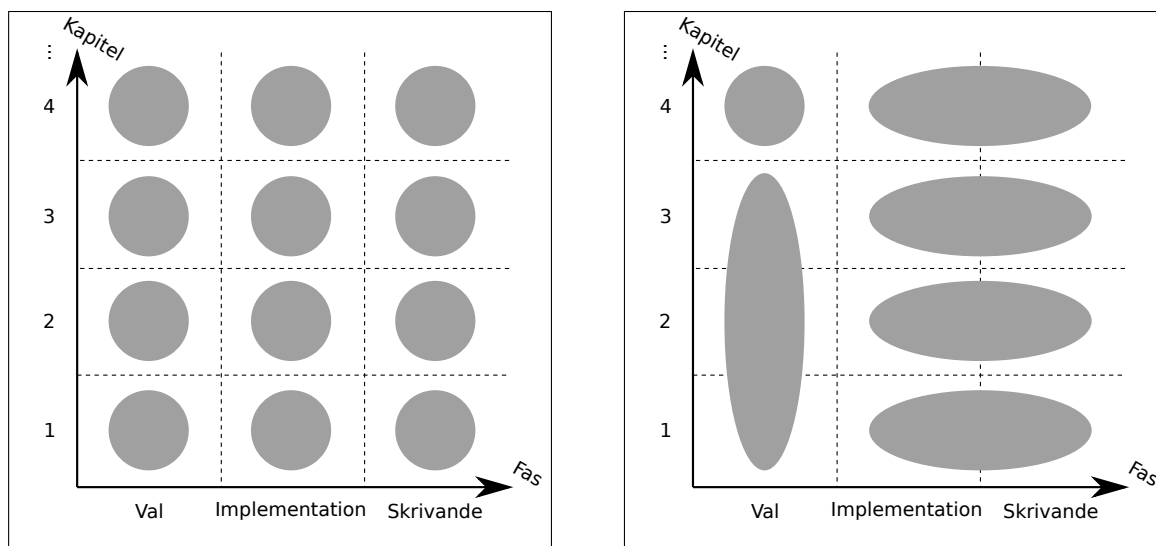 Kapitel
...
4
3
2
1
Fas
Val
Implementation
Skrivande
Kapitel
...
4
3
2
1
Fas
Val
Implementation
Skrivande